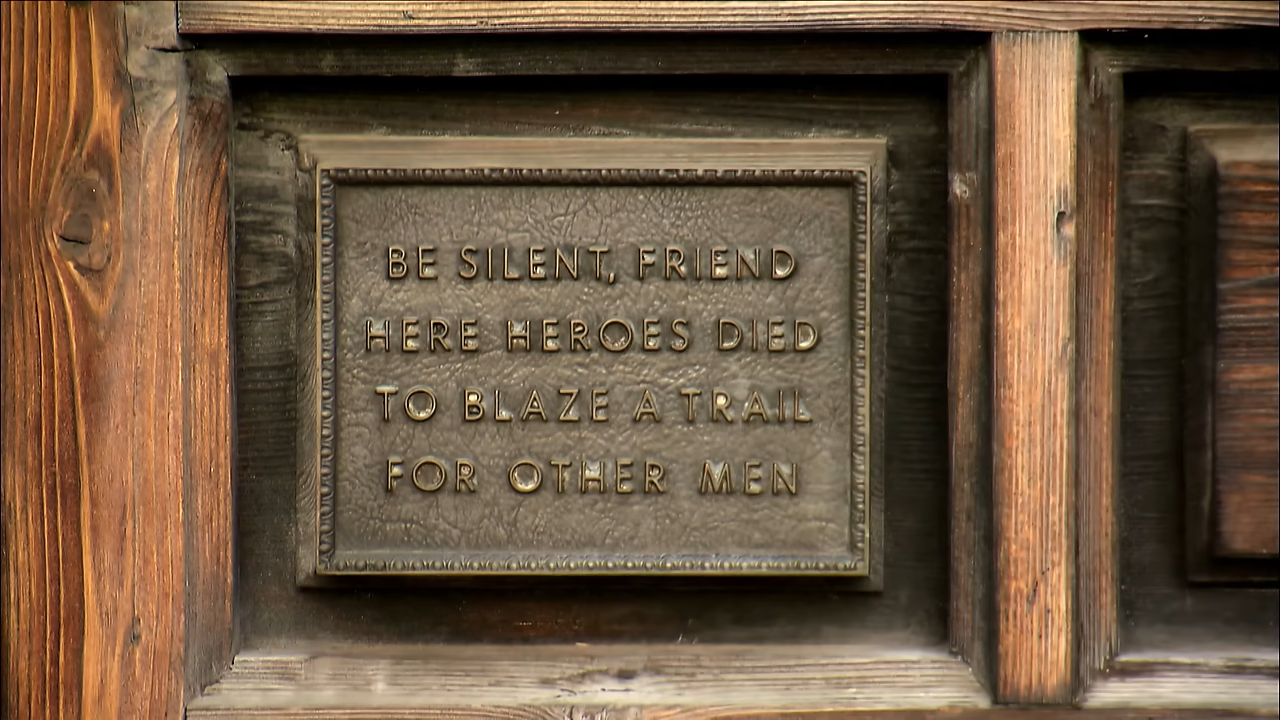 BE SILENT, FRIEND
HERE HEROES DIED
TO BLAZE A TRAIL
FOR OTHER MEN